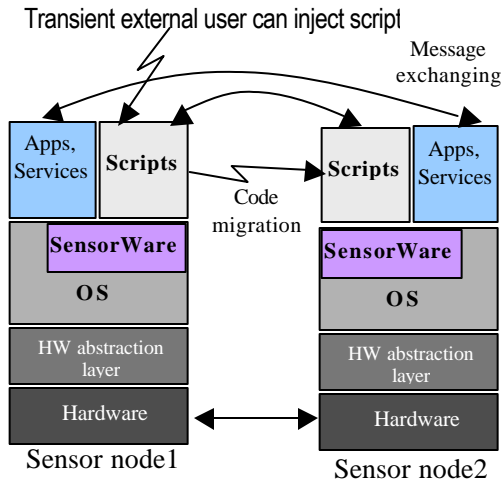 Transient external user can inject script
Message
exchanging
Apps,
Services
Scripts
Scripts
Apps,
Services
Code
migration
SensorWare
SensorWare
OS
OS
HW abstraction
layer
HW abstraction
layer
Hardware
Hardware
Sensor node1
Sensor node2